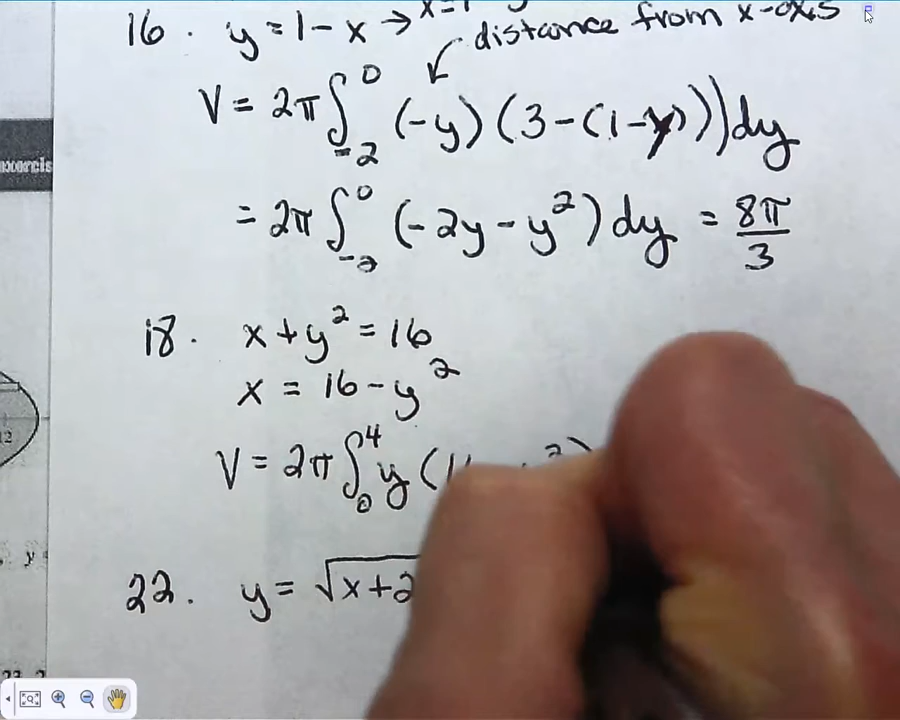 16. y = 1 - x → x = 1
distance from x-axis
V = 2π ∫₋₂⁰ (-y)(3-(1-y))dy
= 2π ∫₋₂⁰ (-2y - y²) dy = 8π/3
18. x + y² = 16
x = 16 - y²
V = 2π ∫₀⁴ y (
22. y = √x+2
y